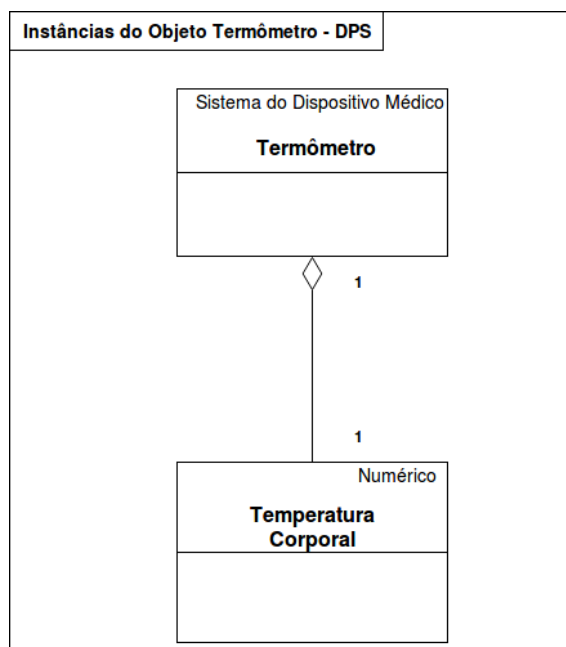 Instâncias do Objeto Termômetro - DPS
Sistema do Dispositivo Médico
Termômetro
1
1
Numérico
Temperatura
Corporal